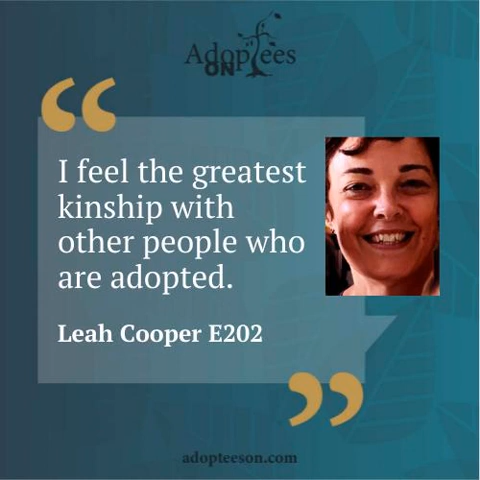 Adoptees
ON
I feel the greatest
kinship with
other people who
are adopted.
Leah Cooper E202
adopteeson.com